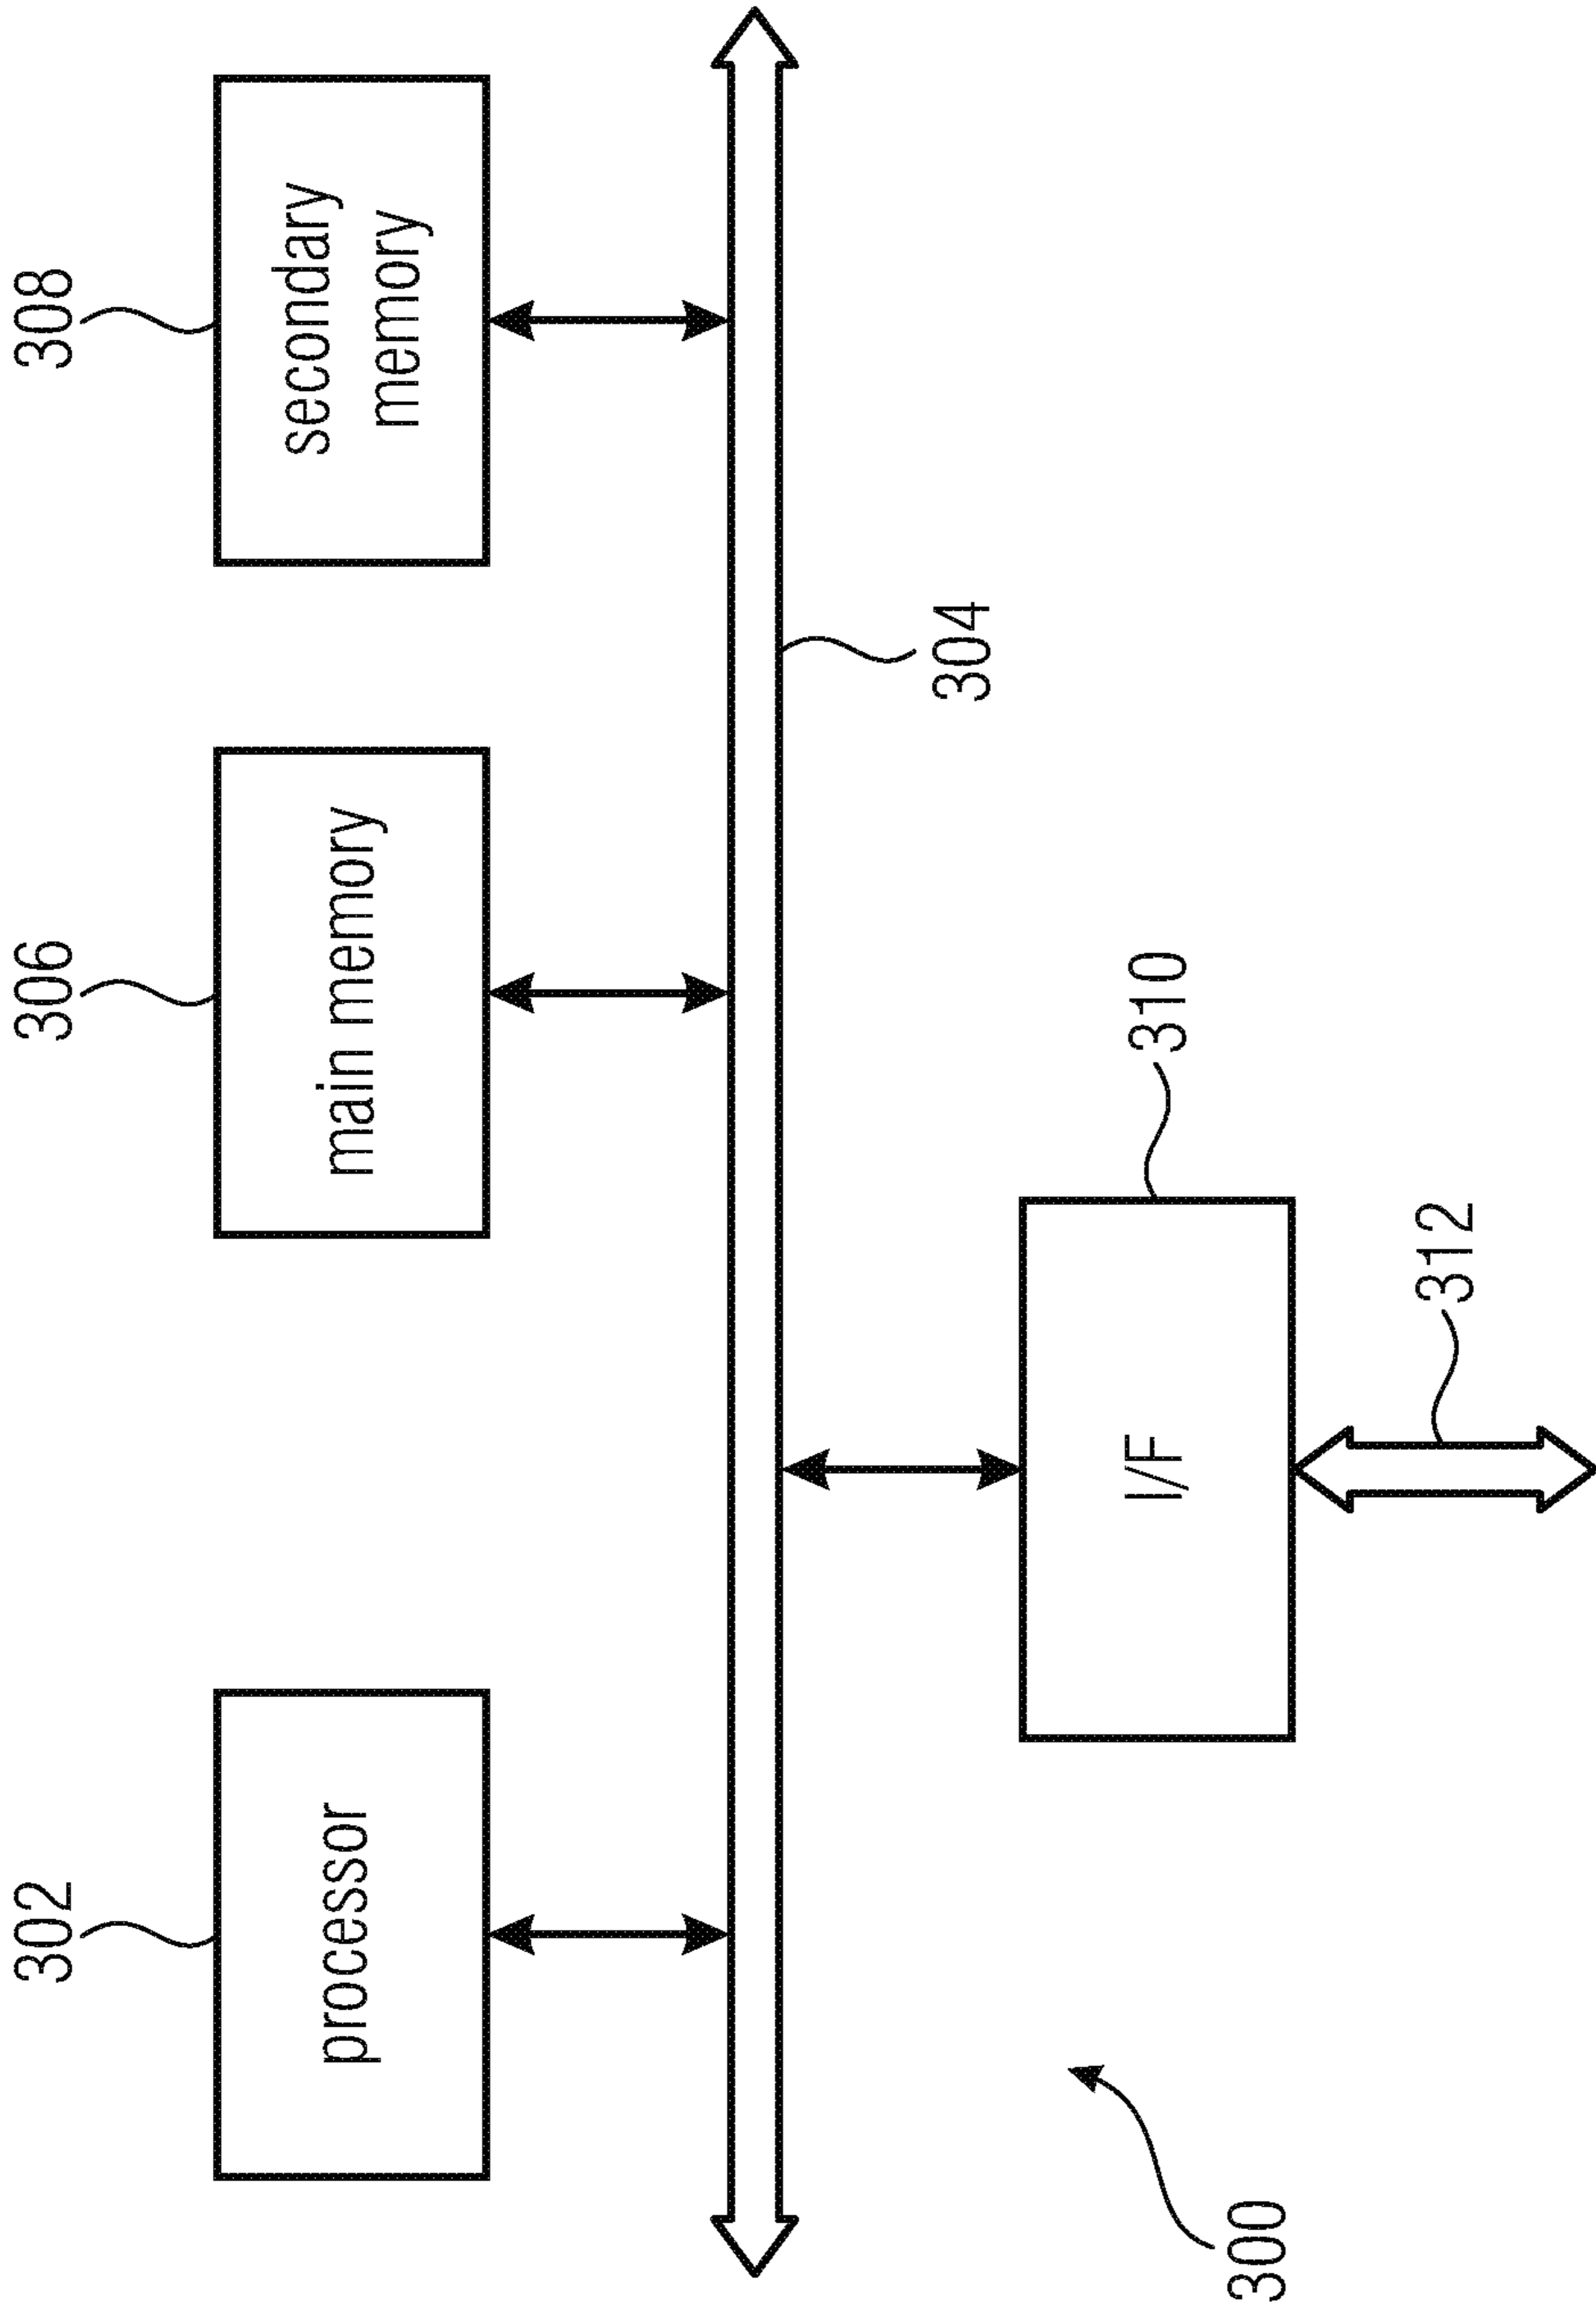 302
306
308
processor
main memory
secondary
memory
304
310
I/F
312
300